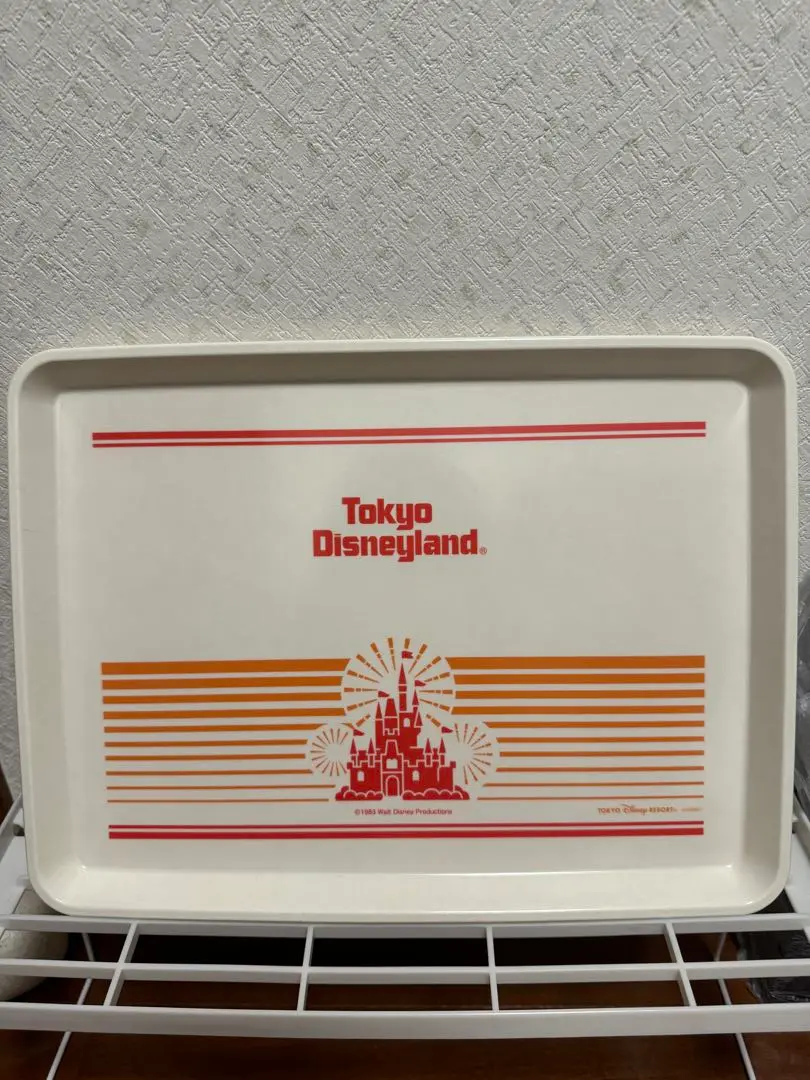 Tokyo
Disneyland®
©1983 Walt Disney Productions
TOKYO Disney RESORT®